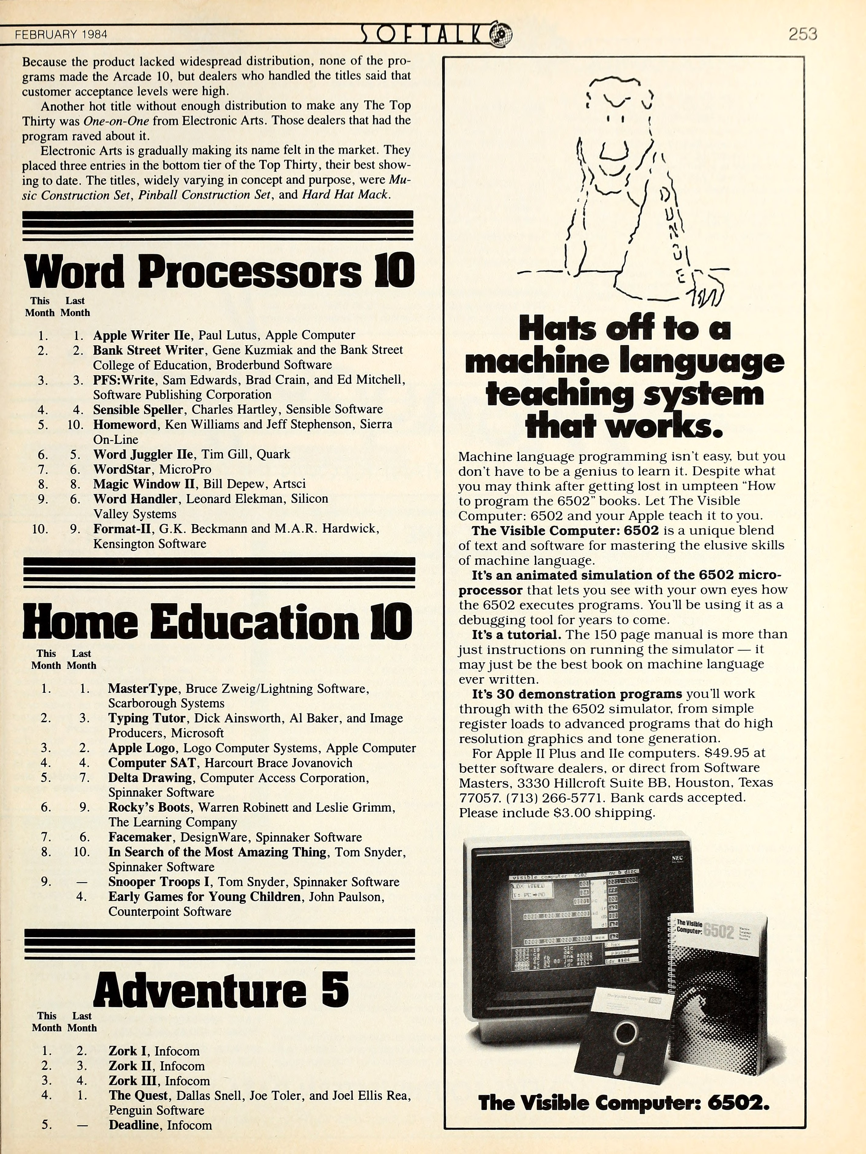 FEBRUARY 1984
SOFTALK
253
Because the product lacked widespread distribution, none of the pro-
grams made the Arcade 10, but dealers who handled the titles said that
customer acceptance levels were high.
Another hot title without enough distribution to make any The Top
Thirty was One-on-One from Electronic Arts. Those dealers that had the
program raved about it.
Electronic Arts is gradually making its name felt in the market. They
placed three entries in the bottom tier of the Top Thirty, their best show-
ing to date. The titles, widely varying in concept and purpose, were Mu-
sic Construction Set, Pinball Construction Set, and Hard Hat Mack.
Word Processors 10
This Last
Month Month
1. 1. Apple Writer IIe, Paul Lutus, Apple Computer
2. 2. Bank Street Writer, Gene Kuzmiak and the Bank Street
College of Education, Broderbund Software
3. 3. PFS:Write, Sam Edwards, Brad Crain, and Ed Mitchell,
Software Publishing Corporation
4. 4. Sensible Speller, Charles Hartley, Sensible Software
5. 10. Homeword, Ken Williams and Jeff Stephenson, Sierra
On-Line
6. 5. Word Juggler IIe, Tim Gill, Quark
7. 6. WordStar, MicroPro
8. 8. Magic Window II, Bill Depew, Artsci
9. 6. Word Handler, Leonard Elekman, Silicon
Valley Systems
10. 9. Format-II, G.K. Beckmann and M.A.R. Hardwick,
Kensington Software
Home Education 10
This Last
Month Month
1. 1. MasterType, Bruce Zweig/Lightning Software,
Scarborough Systems
2. 3. Typing Tutor, Dick Ainsworth, Al Baker, and Image
Producers, Microsoft
3. 2. Apple Logo, Logo Computer Systems, Apple Computer
4. 4. Computer SAT, Harcourt Brace Jovanovich
5. 7. Delta Drawing, Computer Access Corporation,
Spinnaker Software
6. 9. Rocky's Boots, Warren Robinett and Leslie Grimm,
The Learning Company
7. 6. Facemaker, DesignWare, Spinnaker Software
8. 10. In Search of the Most Amazing Thing, Tom Snyder,
Spinnaker Software
9. — Snooper Troops I, Tom Snyder, Spinnaker Software
4. Early Games for Young Children, John Paulson,
Counterpoint Software
Adventure 5
This Last
Month Month
1. 2. Zork I, Infocom
2. 3. Zork II, Infocom
3. 4. Zork III, Infocom
4. 1. The Quest, Dallas Snell, Joe Toler, and Joel Ellis Rea,
Penguin Software
5. — Deadline, Infocom
DUNCE
Hats off to a
machine language
teaching system
that works.
Machine language programming isn't easy, but you
don't have to be a genius to learn it. Despite what
you may think after getting lost in umpteen "How
to program the 6502" books. Let The Visible
Computer: 6502 and your Apple teach it to you.
The Visible Computer: 6502 is a unique blend
of text and software for mastering the elusive skills
of machine language.
It's an animated simulation of the 6502 micro-
processor that lets you see with your own eyes how
the 6502 executes programs. You'll be using it as a
debugging tool for years to come.
It's a tutorial. The 150 page manual is more than
just instructions on running the simulator — it
may just be the best book on machine language
ever written.
It's 30 demonstration programs you'll work
through with the 6502 simulator, from simple
register loads to advanced programs that do high
resolution graphics and tone generation.
For Apple II Plus and IIe computers. $49.95 at
better software dealers, or direct from Software
Masters, 3330 Hillcroft Suite BB, Houston, Texas
77057. (713) 266-5771. Bank cards accepted.
Please include $3.00 shipping.
NEC
visible computer 6502
The Visible
Computer: 6502
The Visible Computer: 6502.